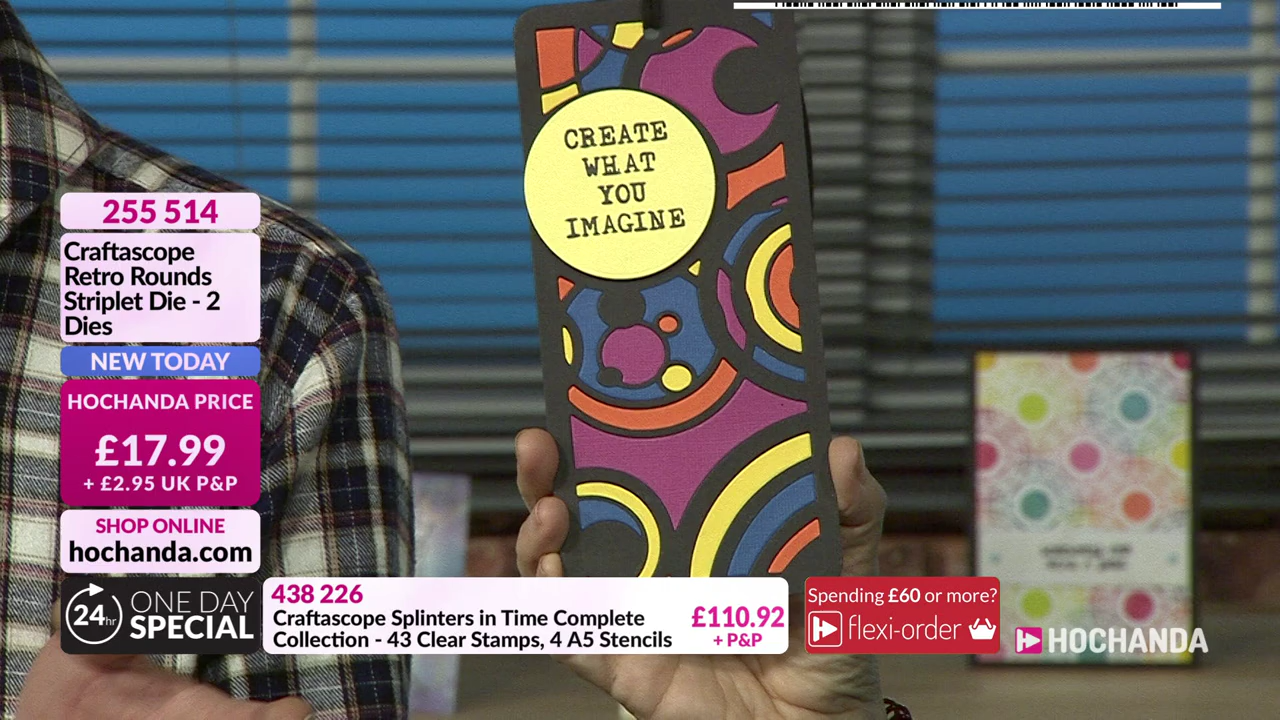 CREATE
WHAT
YOU
IMAGINE
255 514
Craftascope
Retro Rounds
Striplet Die - 2
Dies
NEW TODAY
HOCHANDA PRICE
£17.99
+ £2.95 UK P&P
SHOP ONLINE
hochanda.com
24hr
ONE DAY
SPECIAL
438 226
Craftascope Splinters in Time Complete
Collection - 43 Clear Stamps, 4 A5 Stencils
£110.92
+ P&P
Spending £60 or more?
flexi-order
HOCHANDA